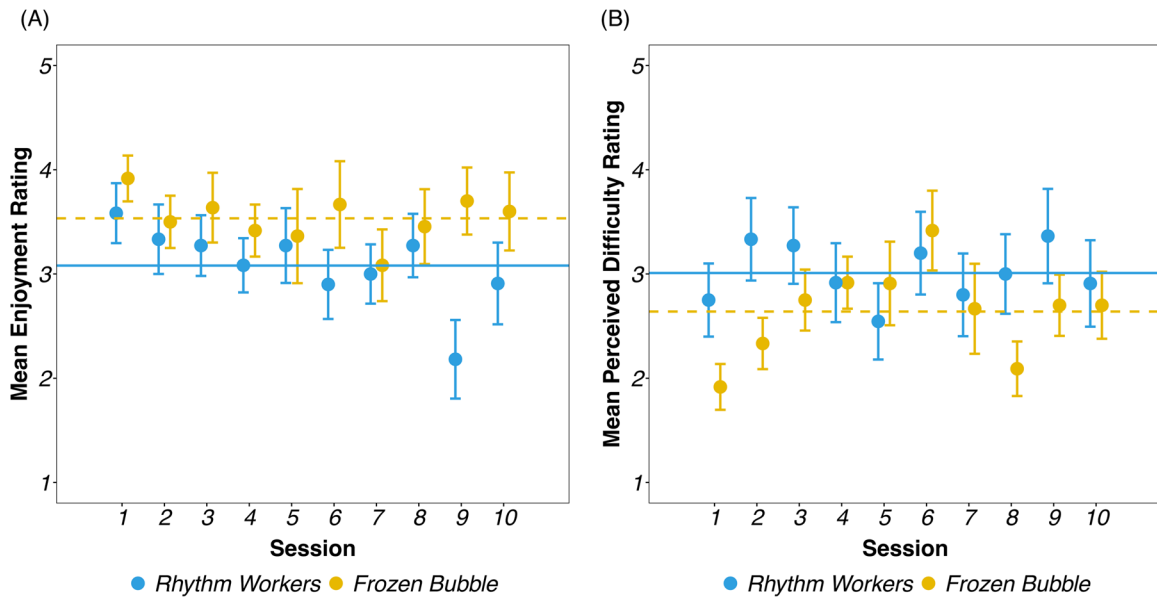 (A)
(B)
Mean Enjoyment Rating
5
4
3
2
1
1 2 3 4 5 6 7 8 9 10
Session
Rhythm Workers Frozen Bubble
Mean Perceived Difficulty Rating
5
4
3
2
1
1 2 3 4 5 6 7 8 9 10
Session
Rhythm Workers Frozen Bubble